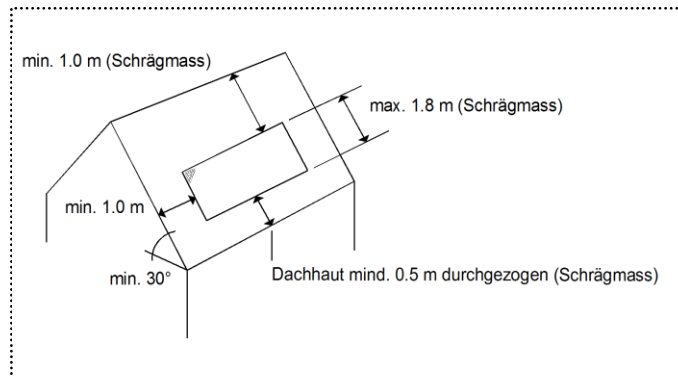 min. 1.0 m (Schrägmass)
max. 1.8 m (Schrägmass)
min. 1.0 m
min. 30°
Dachhaut mind. 0.5 m durchgezogen (Schrägmass)